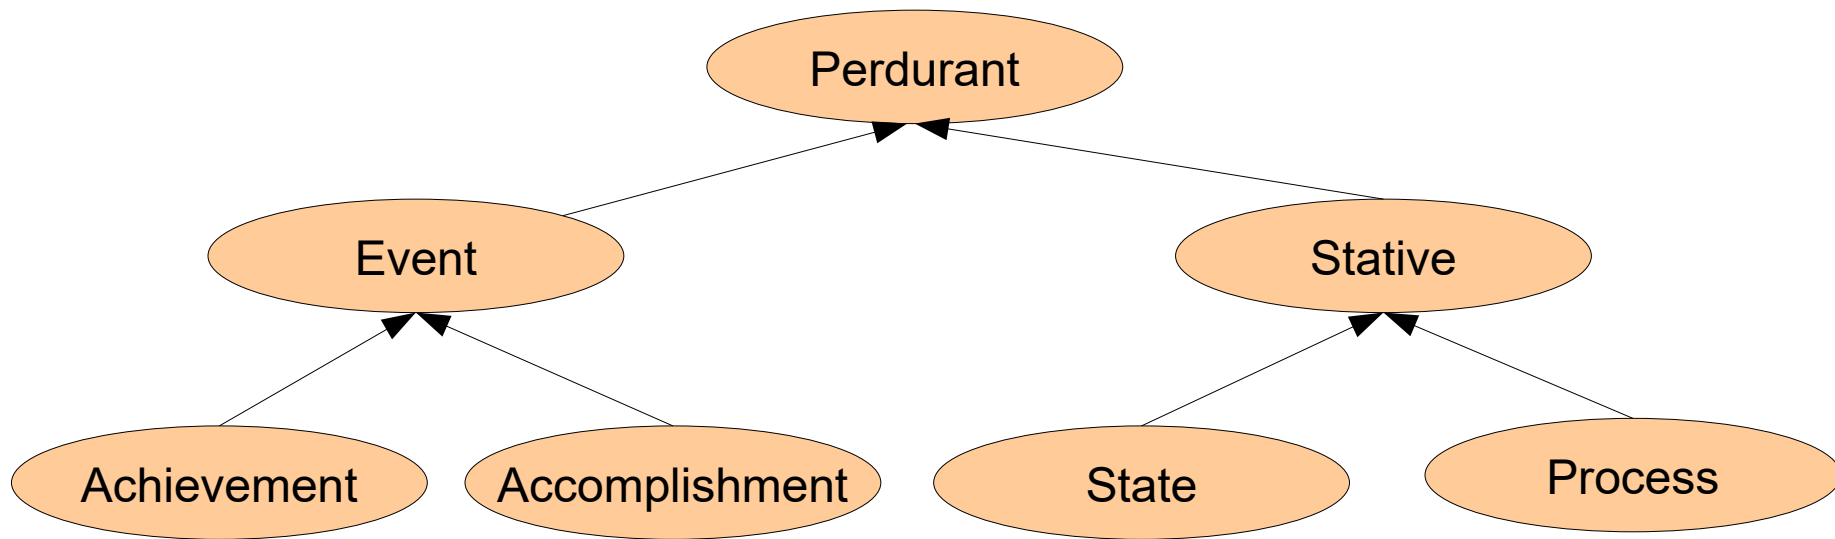 Perdurant
Event
Stative
Achievement
Accomplishment
State
Process